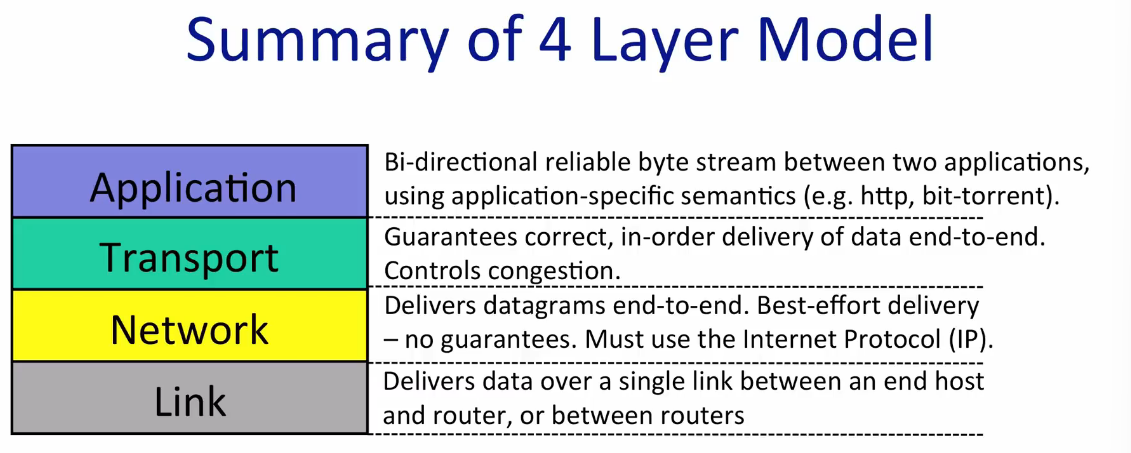 Summary of 4 Layer Model
Application
Bi-directional reliable byte stream between two applications,
using application-specific semantics (e.g. http, bit-torrent).
Transport
Guarantees correct, in-order delivery of data end-to-end.
Controls congestion.
Network
Delivers datagrams end-to-end. Best-effort delivery
– no guarantees. Must use the Internet Protocol (IP).
Link
Delivers data over a single link between an end host
and router, or between routers